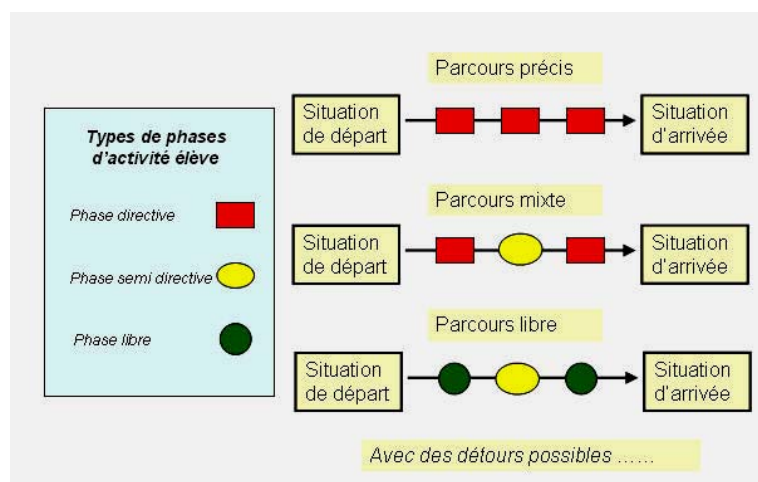 Types de phases
d'activité élève
Phase directive
Phase semi directive
Phase libre
Parcours précis
Situation
de départ
Situation
d'arrivée
Parcours mixte
Situation
de départ
Situation
d'arrivée
Parcours libre
Situation
de départ
Situation
d'arrivée
Avec des détours possibles ......